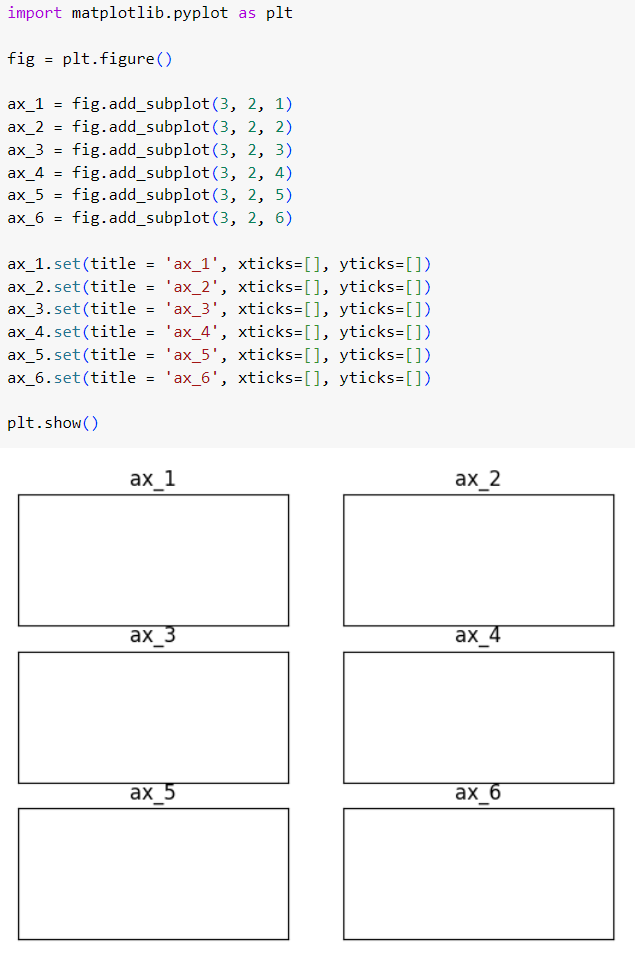 import matplotlib.pyplot as plt
fig = plt.figure()
ax_1 = fig.add_subplot(3, 2, 1)
ax_2 = fig.add_subplot(3, 2, 2)
ax_3 = fig.add_subplot(3, 2, 3)
ax_4 = fig.add_subplot(3, 2, 4)
ax_5 = fig.add_subplot(3, 2, 5)
ax_6 = fig.add_subplot(3, 2, 6)
ax_1.set(title = 'ax_1', xticks=[], yticks=[])
ax_2.set(title = 'ax_2', xticks=[], yticks=[])
ax_3.set(title = 'ax_3', xticks=[], yticks=[])
ax_4.set(title = 'ax_4', xticks=[], yticks=[])
ax_5.set(title = 'ax_5', xticks=[], yticks=[])
ax_6.set(title = 'ax_6', xticks=[], yticks=[])
plt.show()
ax_1
ax_2
ax_3
ax_4
ax_5
ax_6